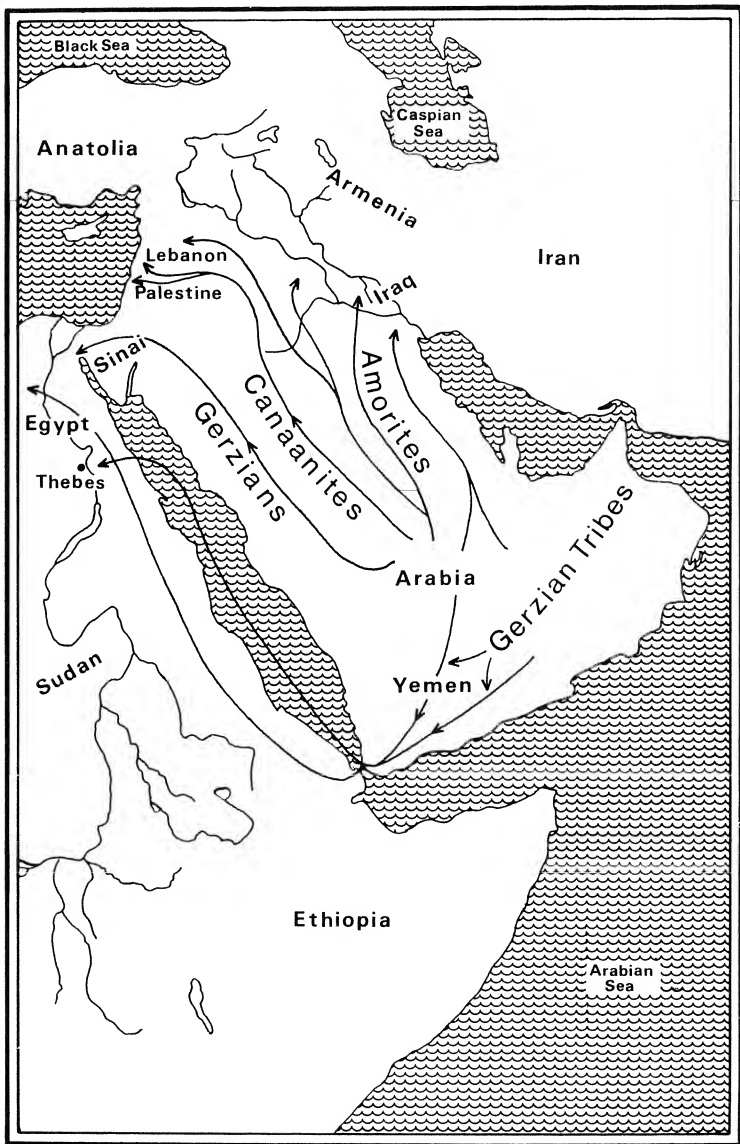 Black Sea
Caspian
Sea
Anatolia
Armenia
Iran
Lebanon
Iraq
Palestine
Sinai
Amorites
Canaanites
Gerzians
Egypt
Thebes
Arabia
Gerzian Tribes
Sudan
Yemen
Ethiopia
Arabian
Sea